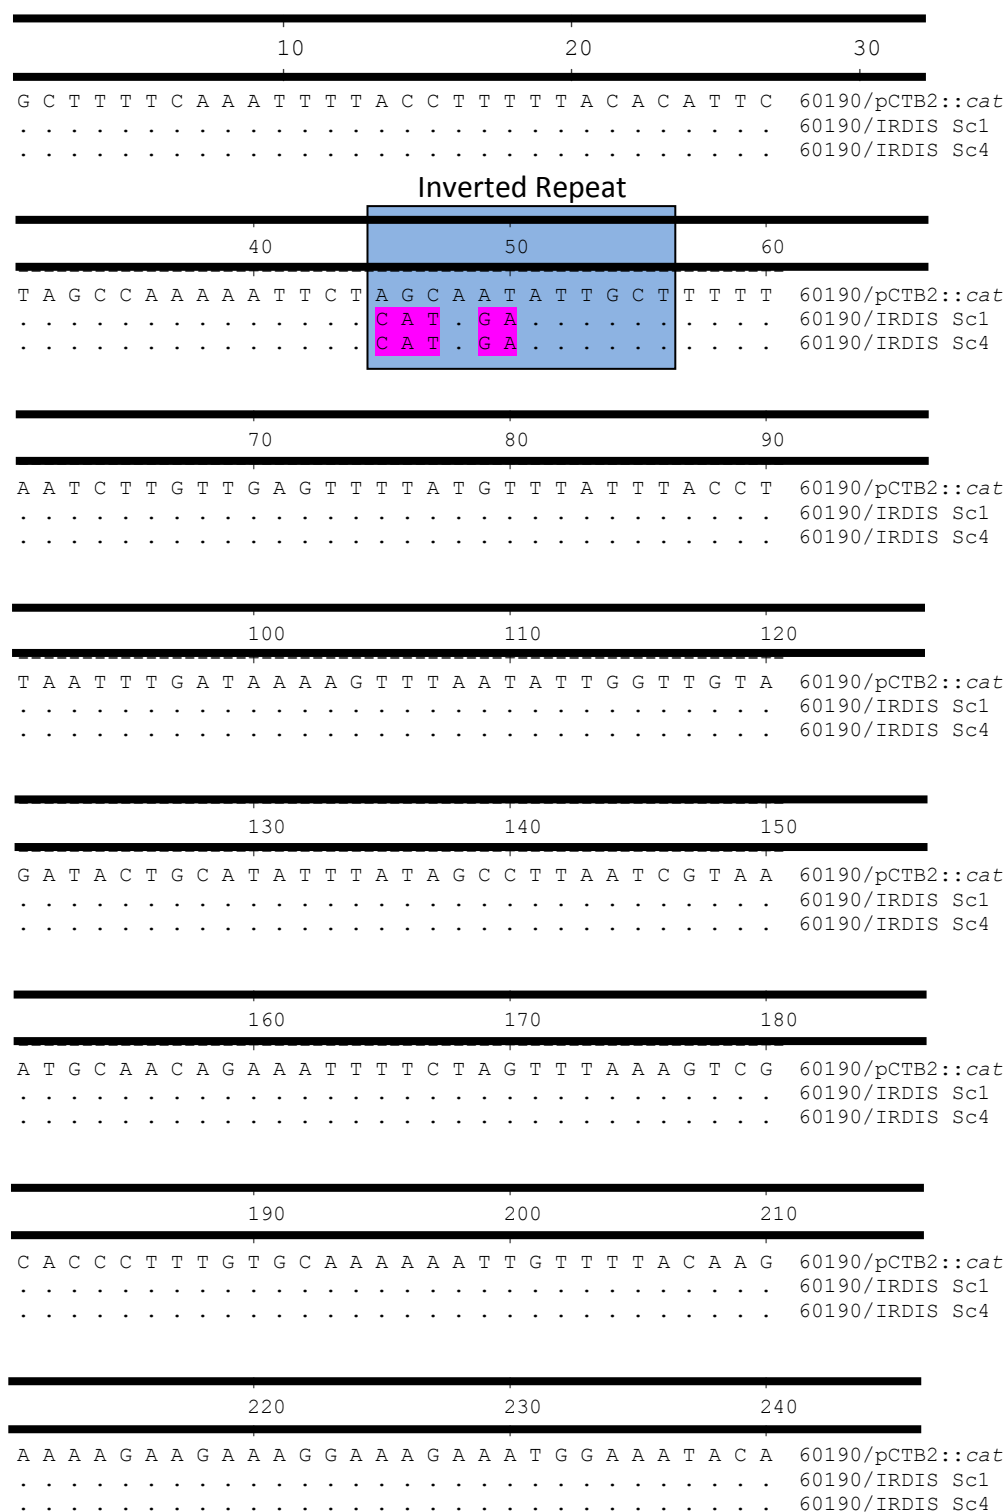 10 20 30
G C T T T T C A A A T T T T A C C T T T T T A C A C A T T C 60190/pCTB2::cat
. . . . . . . . . . . . . . . . . . . . . . . . . . . . . . 60190/IRDIS Sc1
. . . . . . . . . . . . . . . . . . . . . . . . . . . . . . 60190/IRDIS Sc4
Inverted Repeat
40 50 60
T A G C C A A A A A T T C T A G C A A T A T T G C T T T T T 60190/pCTB2::cat
. . . . . . . . . . . . . . C A T . G A . . . . . . . . . . 60190/IRDIS Sc1
. . . . . . . . . . . . . . C A T . G A . . . . . . . . . . 60190/IRDIS Sc4
70 80 90
A A T C T T G T T G A G T T T T A T G T T T A T T T A C C T 60190/pCTB2::cat
. . . . . . . . . . . . . . . . . . . . . . . . . . . . . . 60190/IRDIS Sc1
. . . . . . . . . . . . . . . . . . . . . . . . . . . . . . 60190/IRDIS Sc4
100 110 120
T A A T T T G A T A A A A G T T T A A T A T T G G T T G T A 60190/pCTB2::cat
. . . . . . . . . . . . . . . . . . . . . . . . . . . . . . 60190/IRDIS Sc1
. . . . . . . . . . . . . . . . . . . . . . . . . . . . . . 60190/IRDIS Sc4
130 140 150
G A T A C T G C A T A T T T A T A G C C T T A A T C G T A A 60190/pCTB2::cat
. . . . . . . . . . . . . . . . . . . . . . . . . . . . . . 60190/IRDIS Sc1
. . . . . . . . . . . . . . . . . . . . . . . . . . . . . . 60190/IRDIS Sc4
160 170 180
A T G C A A C A G A A A T T T T C T A G T T T A A A G T C G 60190/pCTB2::cat
. . . . . . . . . . . . . . . . . . . . . . . . . . . . . . 60190/IRDIS Sc1
. . . . . . . . . . . . . . . . . . . . . . . . . . . . . . 60190/IRDIS Sc4
190 200 210
C A C C C T T T G T G C A A A A A A T T G T T T T A C A A G 60190/pCTB2::cat
. . . . . . . . . . . . . . . . . . . . . . . . . . . . . . 60190/IRDIS Sc1
. . . . . . . . . . . . . . . . . . . . . . . . . . . . . . 60190/IRDIS Sc4
220 230 240
A A A A G A A G A A A G G A A A G A A A T G G A A A T A C A 60190/pCTB2::cat
. . . . . . . . . . . . . . . . . . . . . . . . . . . . . . 60190/IRDIS Sc1
. . . . . . . . . . . . . . . . . . . . . . . . . . . . . . 60190/IRDIS Sc4